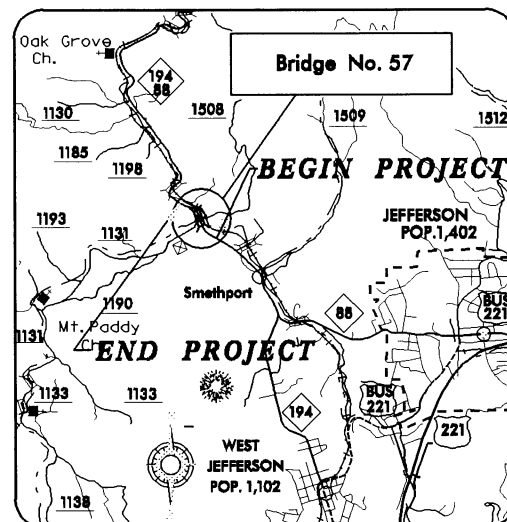 Oak Grove
Ch.
Bridge No. 57
194
88
1130
1508
1509
1512
1185
1198
BEGIN PROJECT
1193
1131
JEFFERSON
POP.1,402
Smethport
1190
88
BUS
221
1131
Mt.Paddy
Ch.
END PROJECT
1133
1133
BUS
221
194
221
WEST
JEFFERSON
POP. 1,102
1138